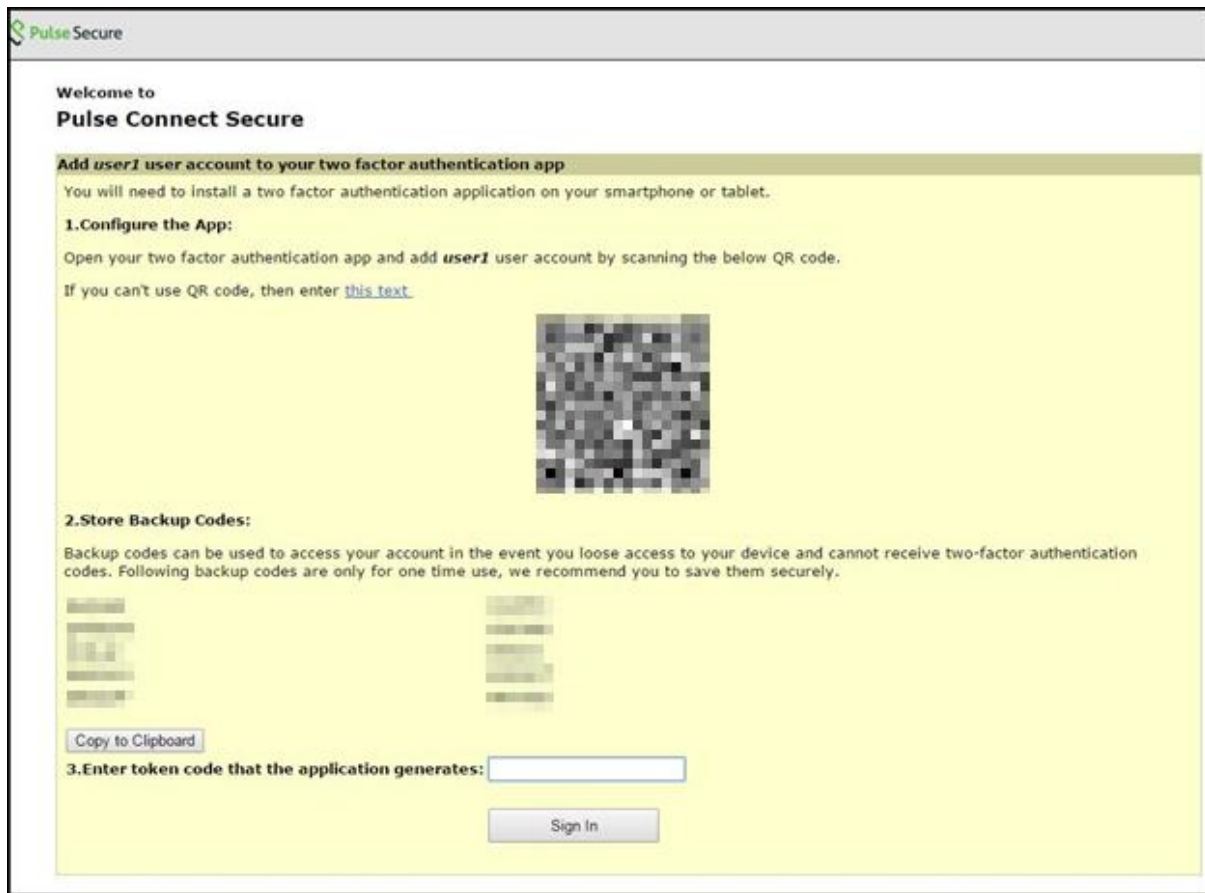 Pulse Secure
Welcome to
Pulse Connect Secure
Add user1 user account to your two factor authentication app
You will need to install a two factor authentication application on your smartphone or tablet.
1.Configure the App:
Open your two factor authentication app and add user1 user account by scanning the below QR code.
If you can't use QR code, then enter this text
2.Store Backup Codes:
Backup codes can be used to access your account in the event you loose access to your device and cannot receive two-factor authentication
codes. Following backup codes are only for one time use, we recommend you to save them securely.
Copy to Clipboard
3.Enter token code that the application generates:
Sign In